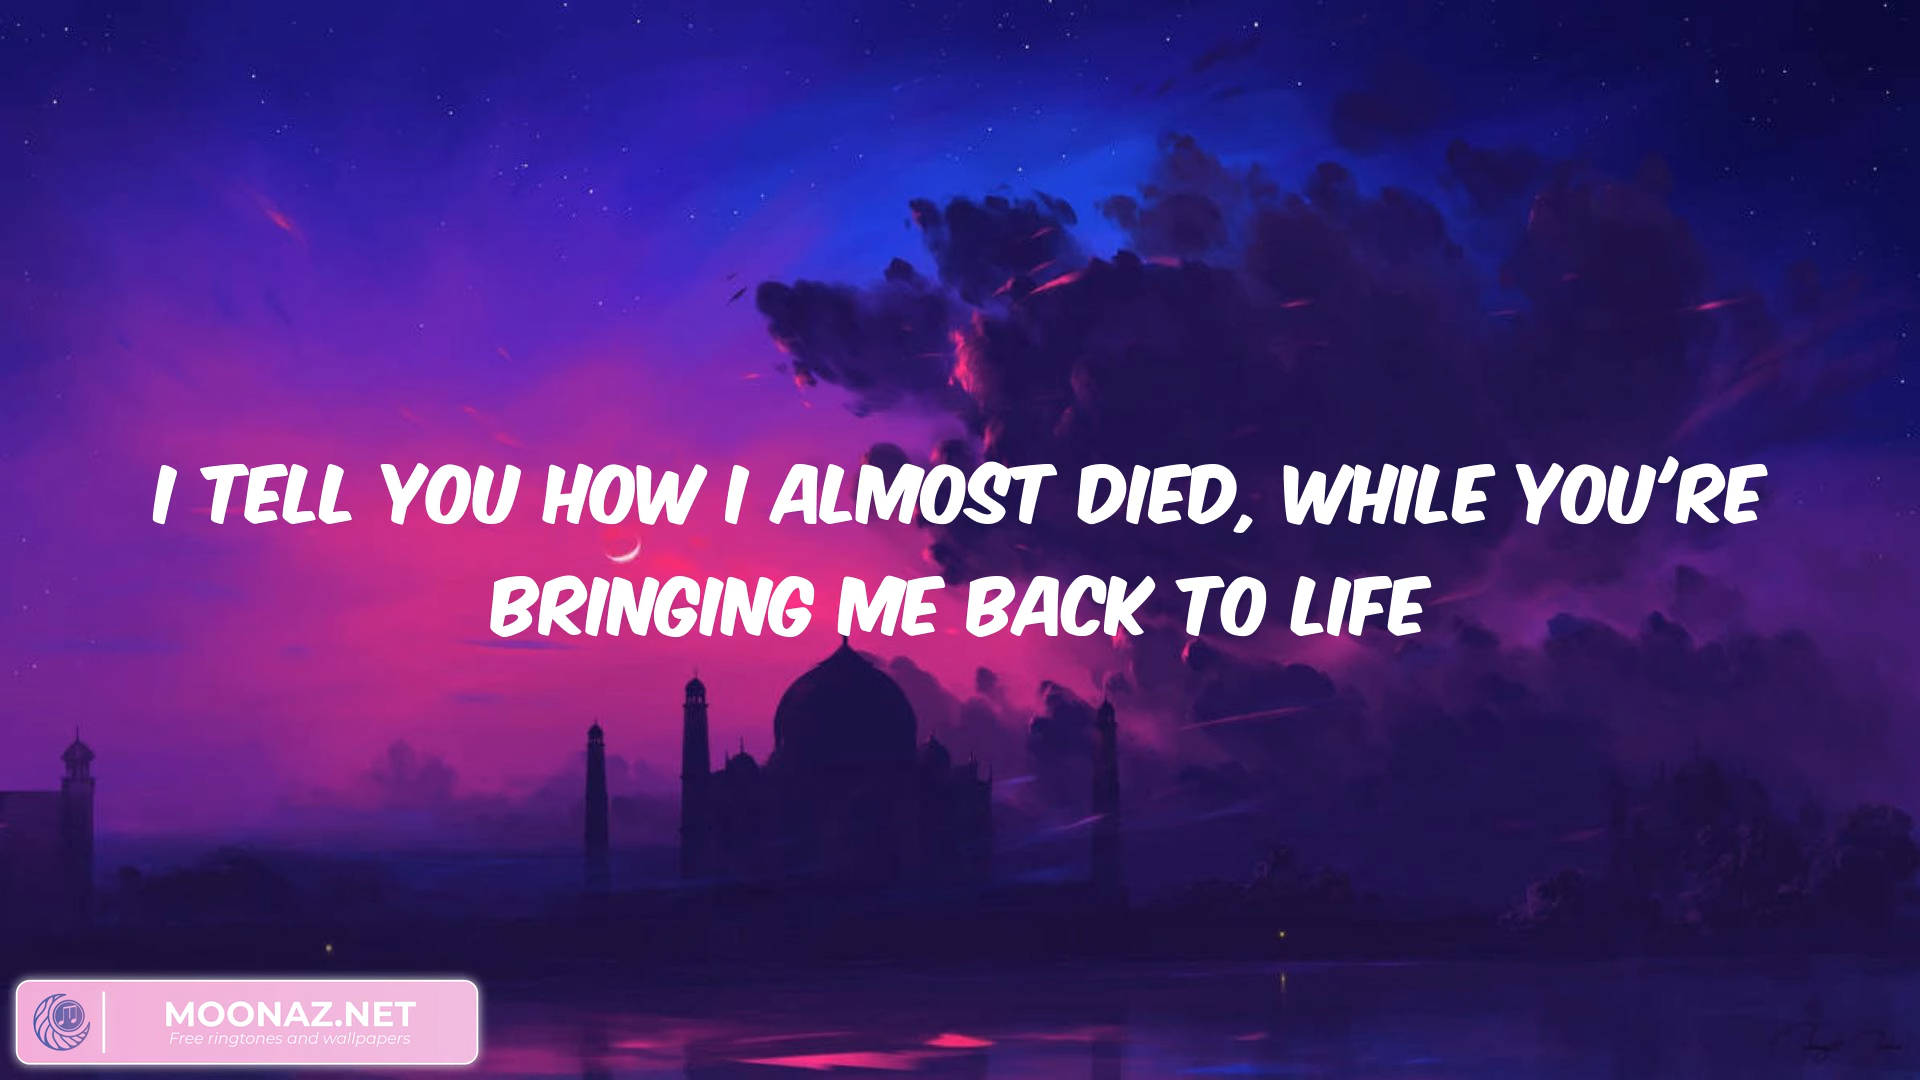 I TELL YOU HOW I ALMOST DIED, WHILE YOU'RE
BRINGING ME BACK TO LIFE
MOONAZ.NET
Free ringtones and wallpapers